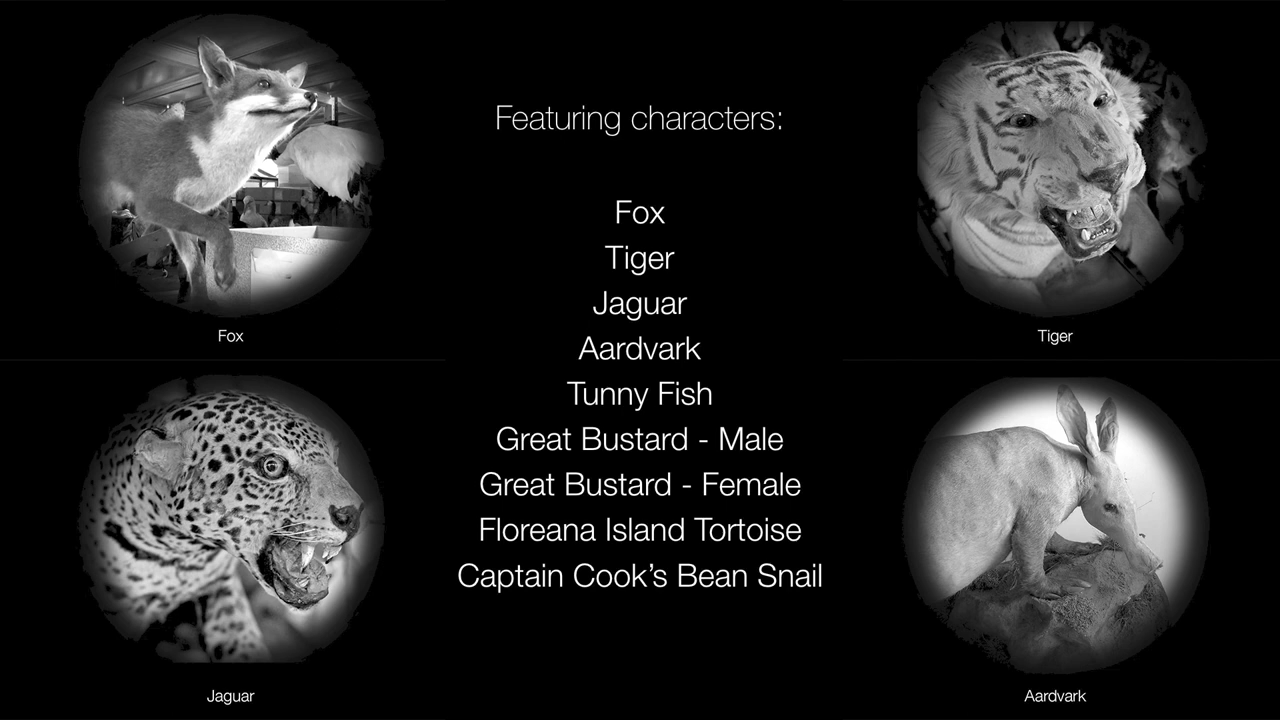 Featuring characters:
Fox
Tiger
Jaguar
Aardvark
Tunny Fish
Great Bustard - Male
Great Bustard - Female
Floreana Island Tortoise
Captain Cook’s Bean Snail
Fox
Tiger
Jaguar
Aardvark